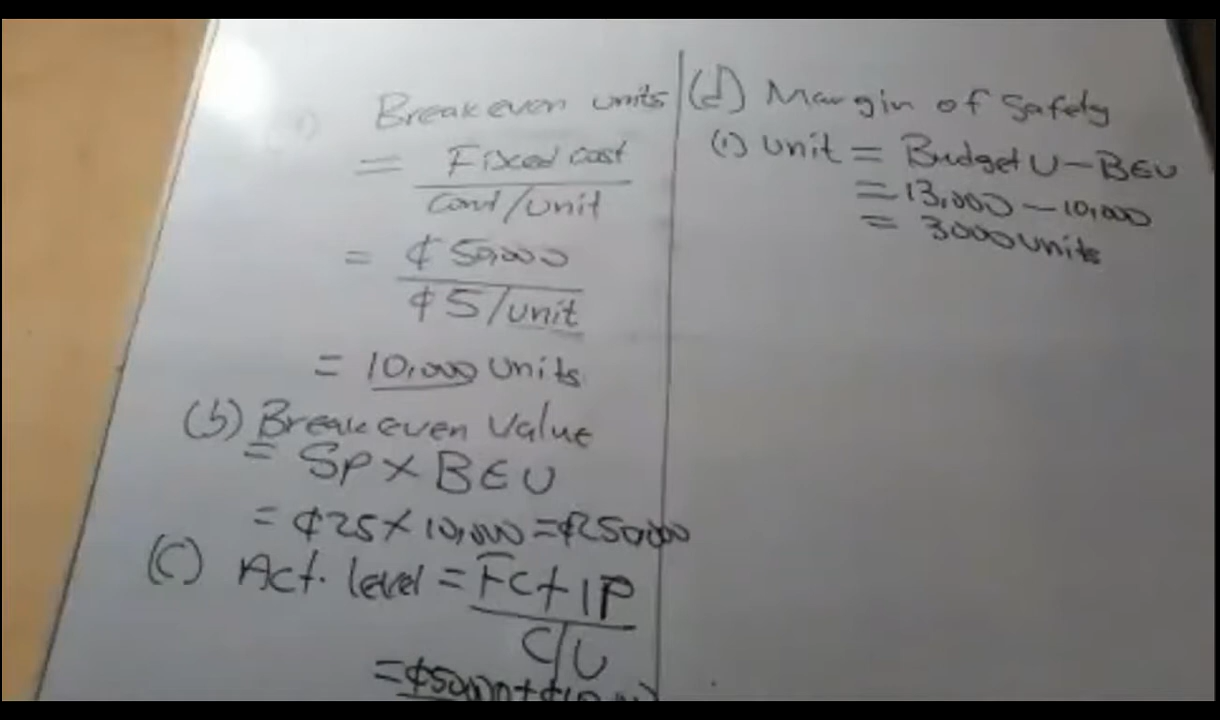 Breakeven units
= Fixed cost
Cont/unit
= ¢50,000
¢5/unit
= 10,000 units
(b) Breakeven Value
= SP × BEU
= ¢25 × 10,000 = ¢250,000
(c) Act. level = FC + IP
C/U
= ¢50,000 + ¢
(d) Margin of Safety
(i) unit = Budget U - BEU
= 13,000 - 10,000
= 3000 units